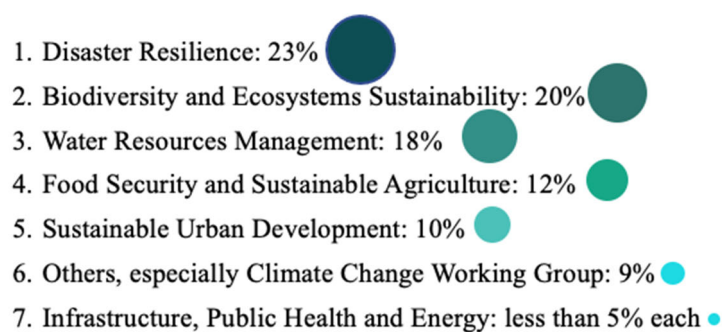 1. Disaster Resilience: 23%
2. Biodiversity and Ecosystems Sustainability: 20%
3. Water Resources Management: 18%
4. Food Security and Sustainable Agriculture: 12%
5. Sustainable Urban Development: 10%
6. Others, especially Climate Change Working Group: 9%
7. Infrastructure, Public Health and Energy: less than 5% each